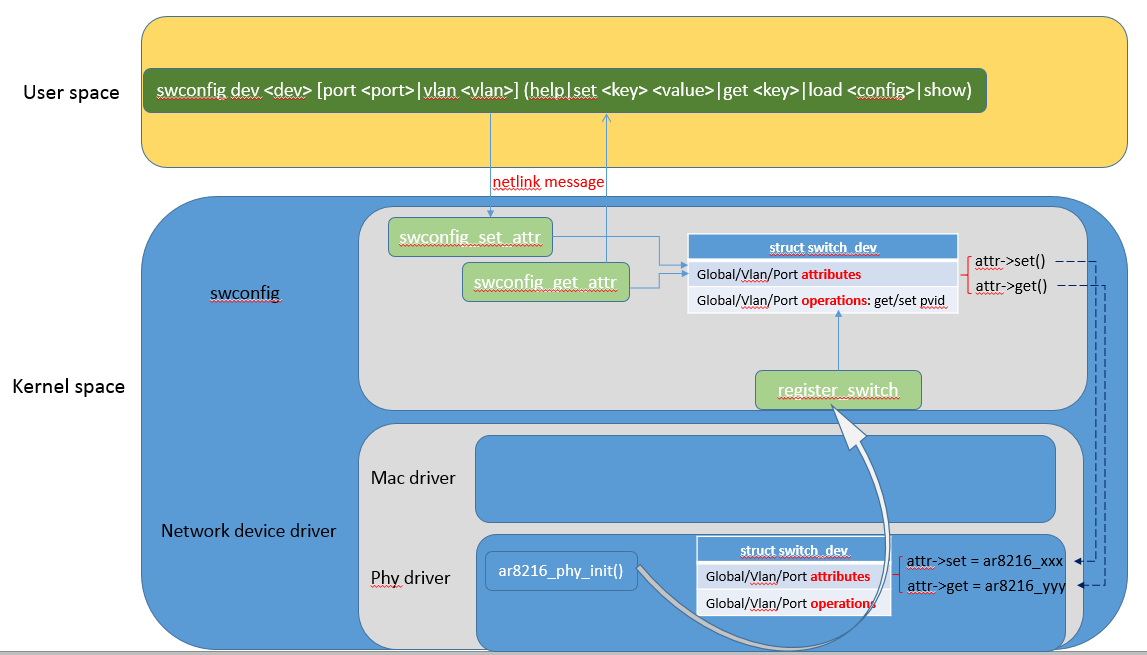 User space
swconfig dev <dev> [port <port>|vlan <vlan>] (help|set <key> <value>|get <key>|load <config>|show)
netlink message
Kernel space
swconfig
swconfig_set_attr
swconfig_get_attr
struct switch_dev
Global/Vlan/Port attributes
Global/Vlan/Port operations: get/set pvid
attr->set()
attr->get()
register_switch
Network device driver
Mac driver
Phy driver
ar8216_phy_init()
struct switch_dev
Global/Vlan/Port attributes
Global/Vlan/Port operations
attr->set = ar8216_xxx
attr->get = ar8216_yyy